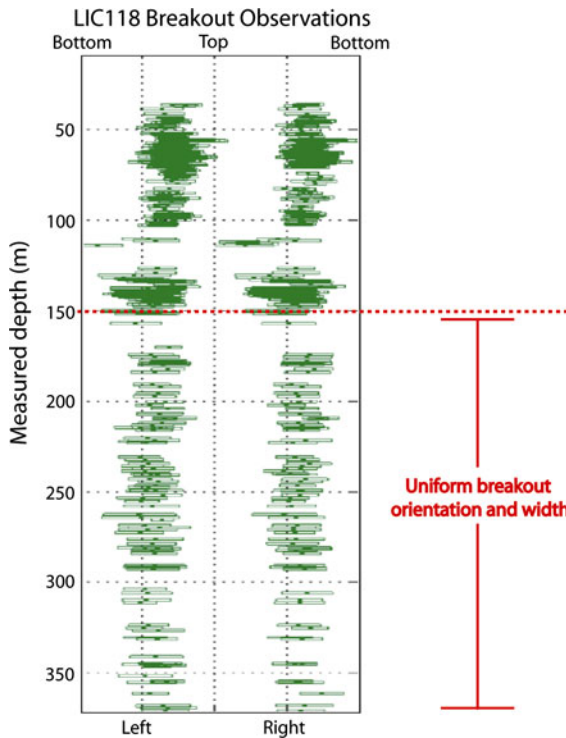 LIC118 Breakout Observations
Bottom Top Bottom
50
100
150
200
250
300
350
Measured depth (m)
Uniform breakout
orientation and width
Left Right